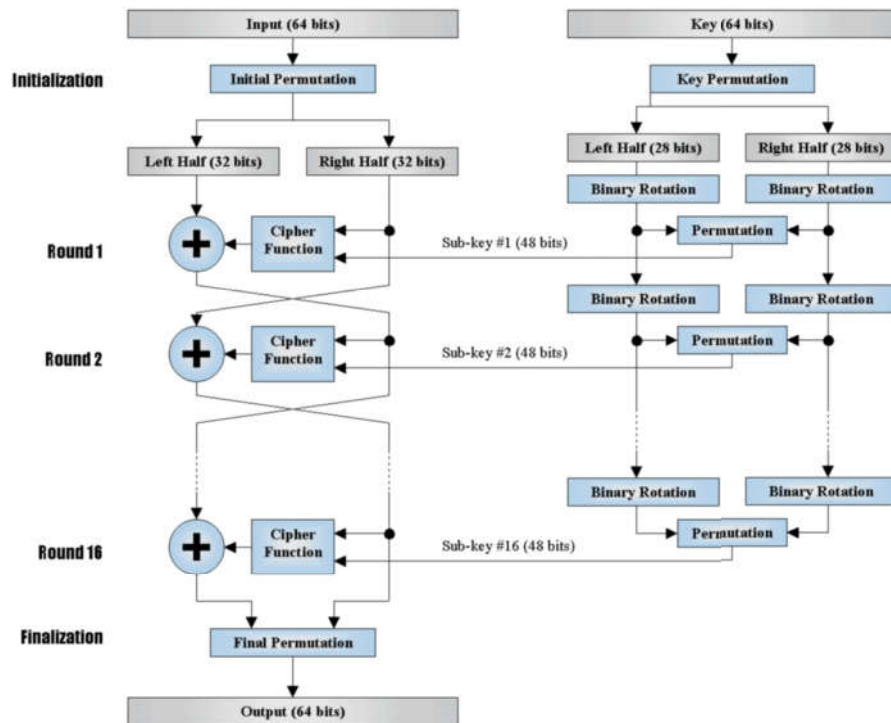 Input (64 bits)
Key (64 bits)
Initialization
Initial Permutation
Key Permutation
Left Half (32 bits)
Right Half (32 bits)
Left Half (28 bits)
Right Half (28 bits)
Binary Rotation
Binary Rotation
Round 1
Cipher
Function
Sub-key #1 (48 bits)
Permutation
Binary Rotation
Binary Rotation
Round 2
Cipher
Function
Sub-key #2 (48 bits)
Permutation
Binary Rotation
Binary Rotation
Round 16
Cipher
Function
Sub-key #16 (48 bits)
Permutation
Finalization
Final Permutation
Output (64 bits)